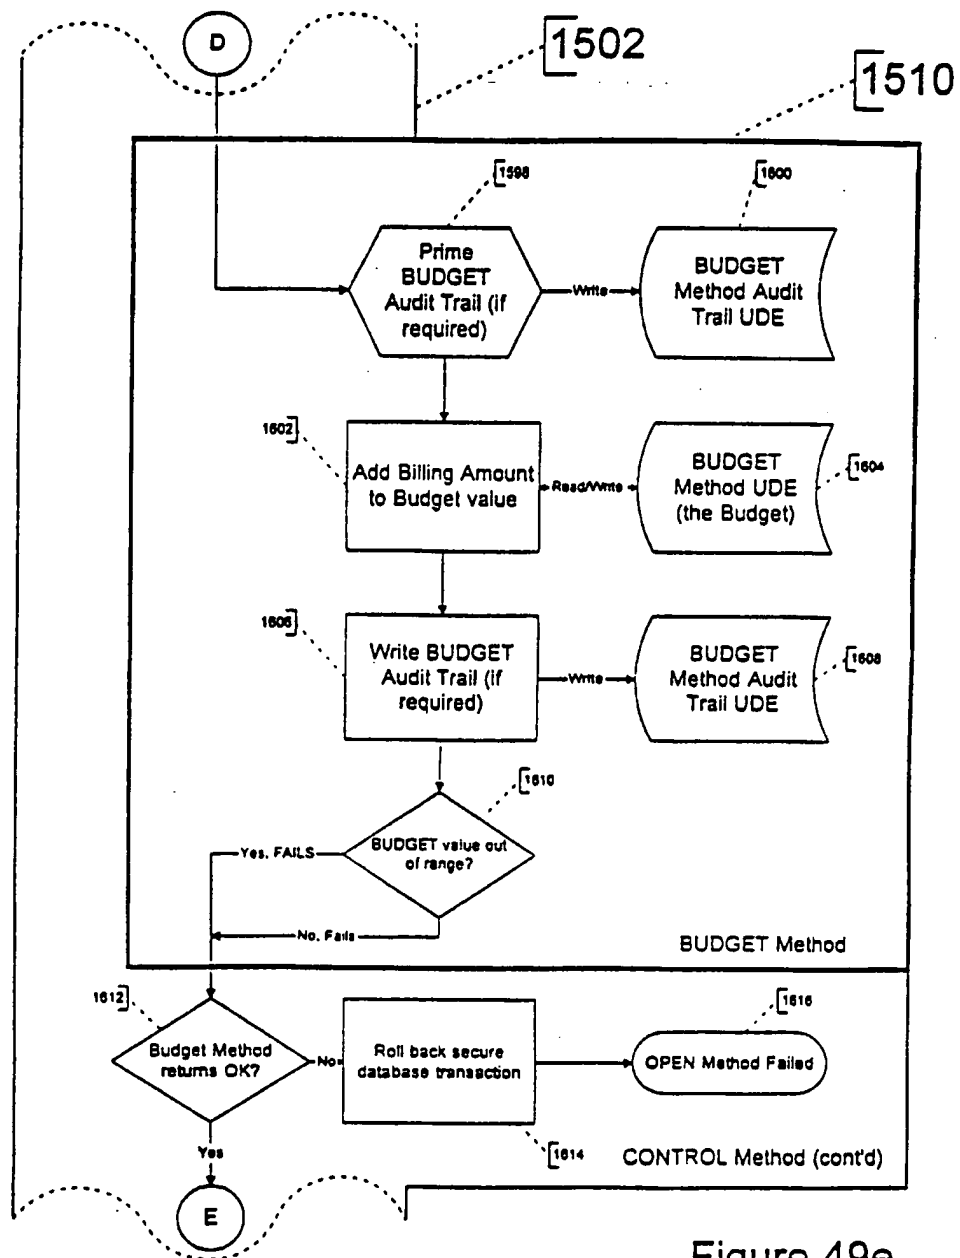 D
1502
1510
1598
1600
Prime
BUDGET
Audit Trail (if
required)
Write
BUDGET
Method Audit
Trail UDE
1602
Add Billing Amount
to Budget value
Read/Write
BUDGET
Method UDE
(the Budget)
1604
1606
Write BUDGET
Audit Trail (if
required)
Write
BUDGET
Method Audit
Trail UDE
1608
1610
BUDGET value out
of range?
Yes, FAILS
No, Fails
BUDGET Method
1612
Budget Method
returns OK?
No
Roll back secure
database transaction
1616
OPEN Method Failed
Yes
1614
CONTROL Method (cont'd)
E
Figure 49e